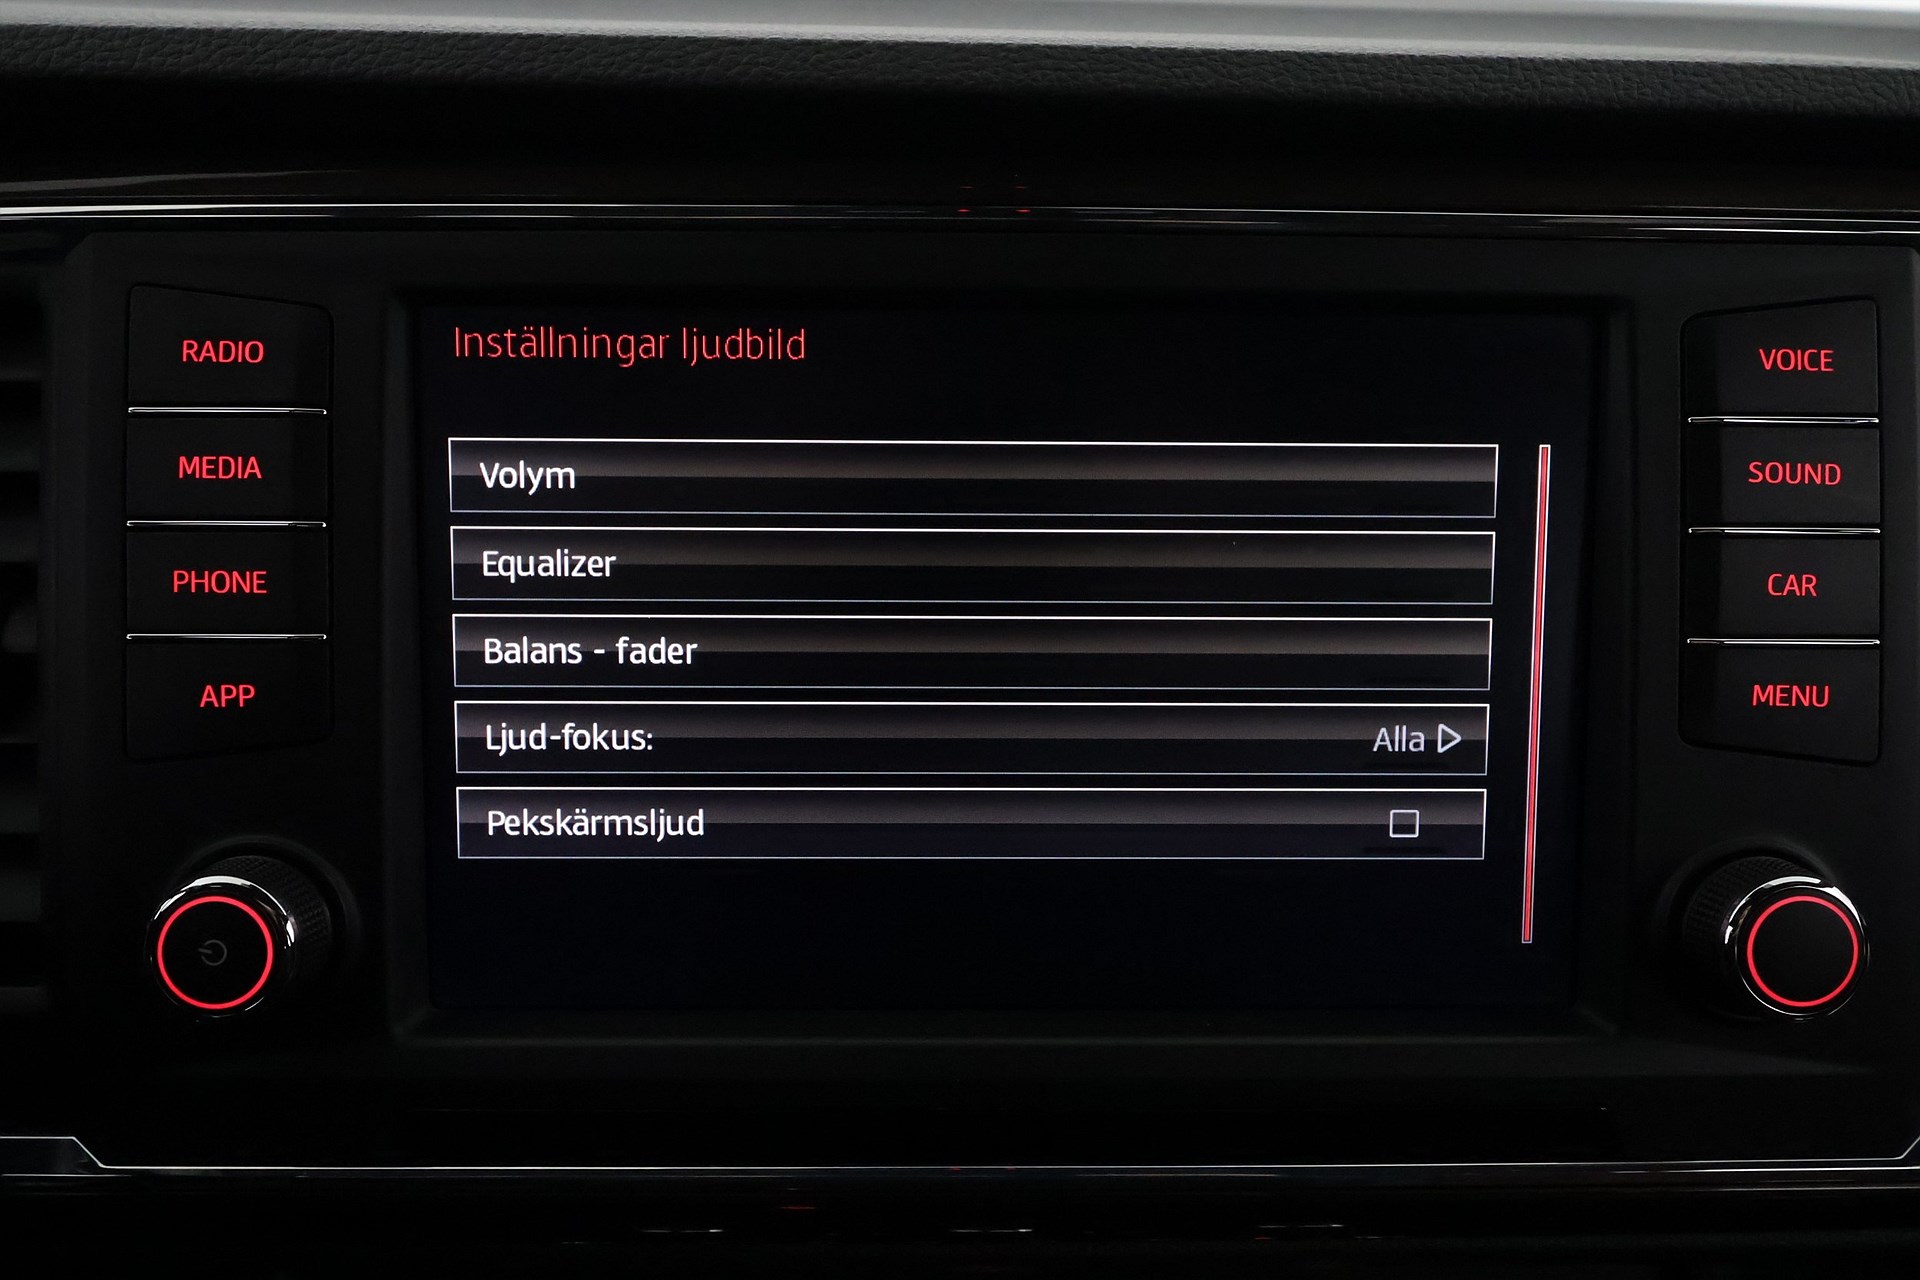 RADIO
MEDIA
PHONE
APP
Inställningar ljudbild
Volym
Equalizer
Balans - fader
Ljud-fokus: Alla
Pekskärmsljud
VOICE
SOUND
CAR
MENU